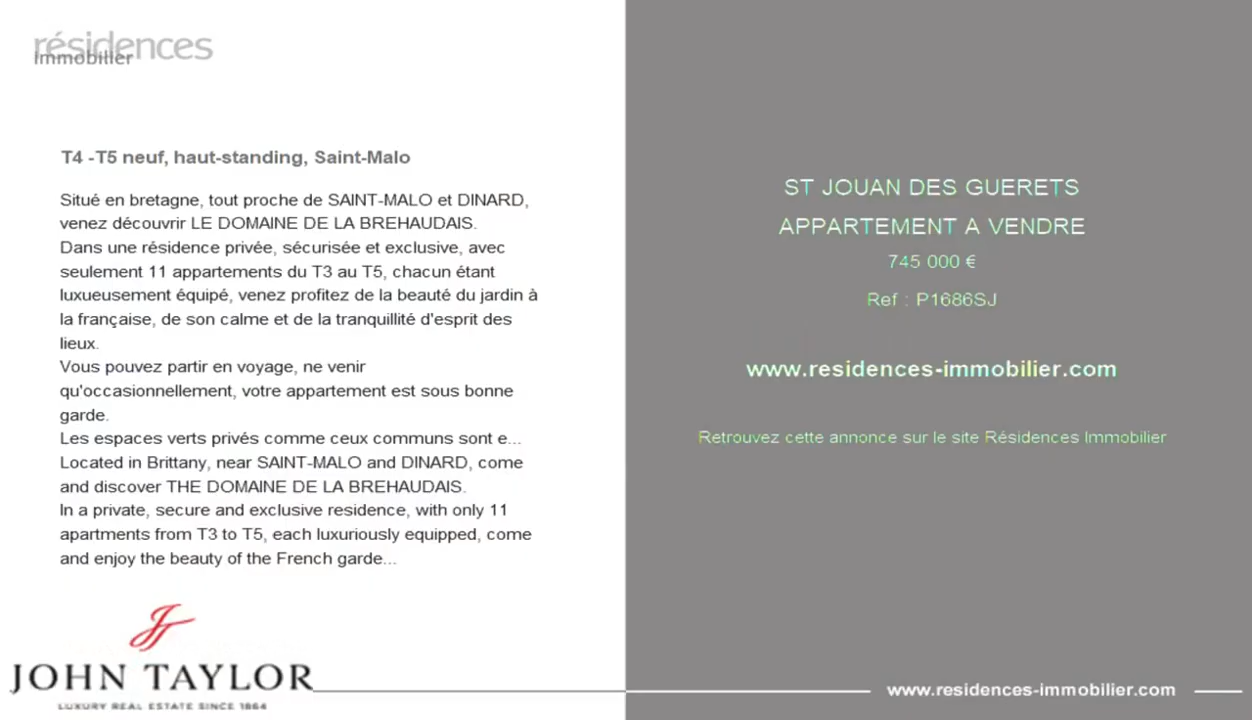 résidences
Immobilier
T4 -T5 neuf, haut-standing, Saint-Malo
Situé en bretagne, tout proche de SAINT-MALO et DINARD,
venez découvrir LE DOMAINE DE LA BREHAUDAIS.
Dans une résidence privée, sécurisée et exclusive, avec
seulement 11 appartements du T3 au T5, chacun étant
luxueusement équipé, venez profitez de la beauté du jardin à
la française, de son calme et de la tranquillité d'esprit des
lieux.
Vous pouvez partir en voyage, ne venir
qu'occasionnellement, votre appartement est sous bonne
garde.
Les espaces verts privés comme ceux communs sont e...
Located in Brittany, near SAINT-MALO and DINARD, come
and discover THE DOMAINE DE LA BREHAUDAIS.
In a private, secure and exclusive residence, with only 11
apartments from T3 to T5, each luxuriously equipped, come
and enjoy the beauty of the French garde...
JOHN TAYLOR
LUXURY REAL ESTATE SINCE 1864
ST JOUAN DES GUERETS
APPARTEMENT A VENDRE
745 000 €
Ref : P1686SJ
www.residences-immobilier.com
Retrouvez cette annonce sur le site Résidences Immobilier
www.residences-immobilier.com